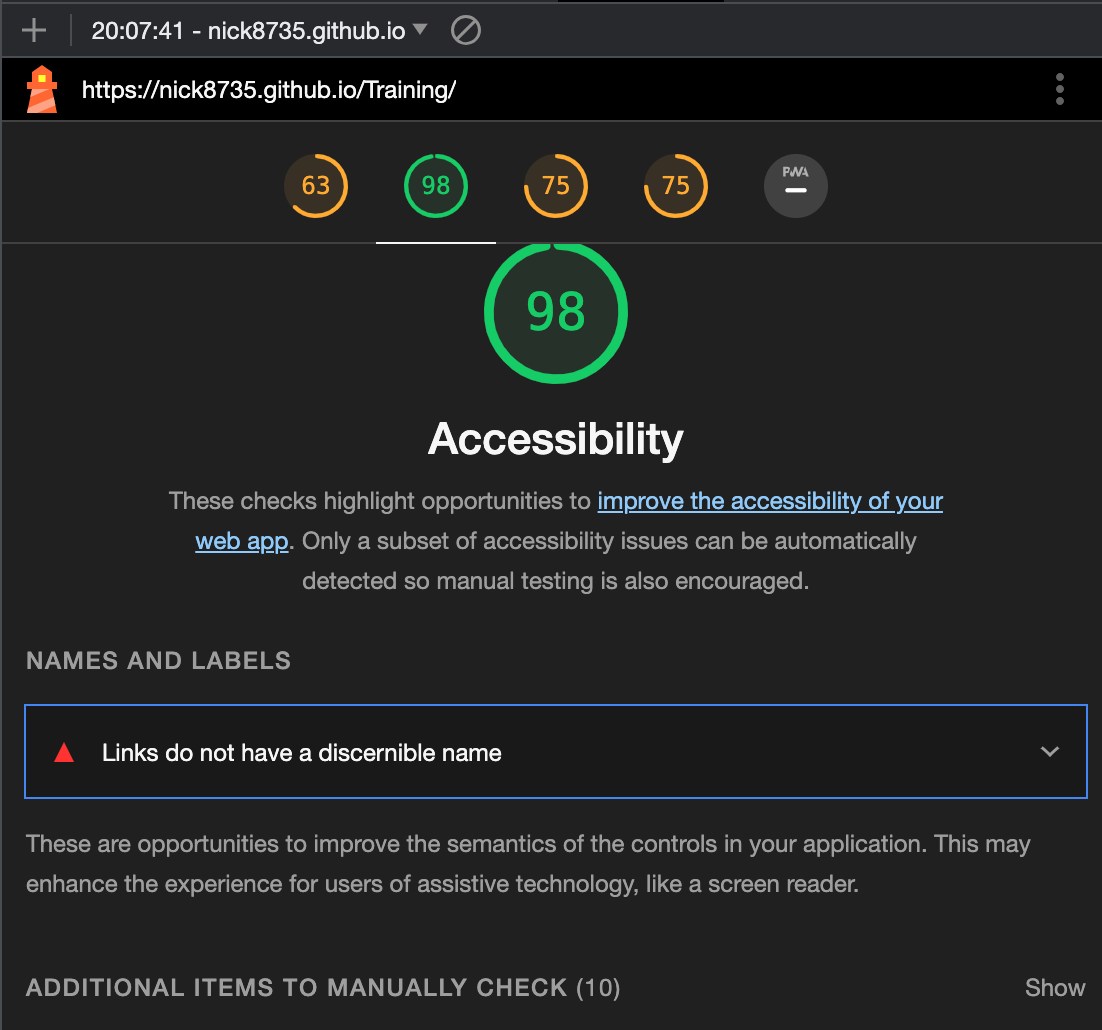 20:07:41 - nick8735.github.io
https://nick8735.github.io/Training/
63
98
75
75
PWA
98
Accessibility
These checks highlight opportunities to improve the accessibility of your
web app. Only a subset of accessibility issues can be automatically
detected so manual testing is also encouraged.
NAMES AND LABELS
Links do not have a discernible name
These are opportunities to improve the semantics of the controls in your application. This may
enhance the experience for users of assistive technology, like a screen reader.
ADDITIONAL ITEMS TO MANUALLY CHECK (10)
Show